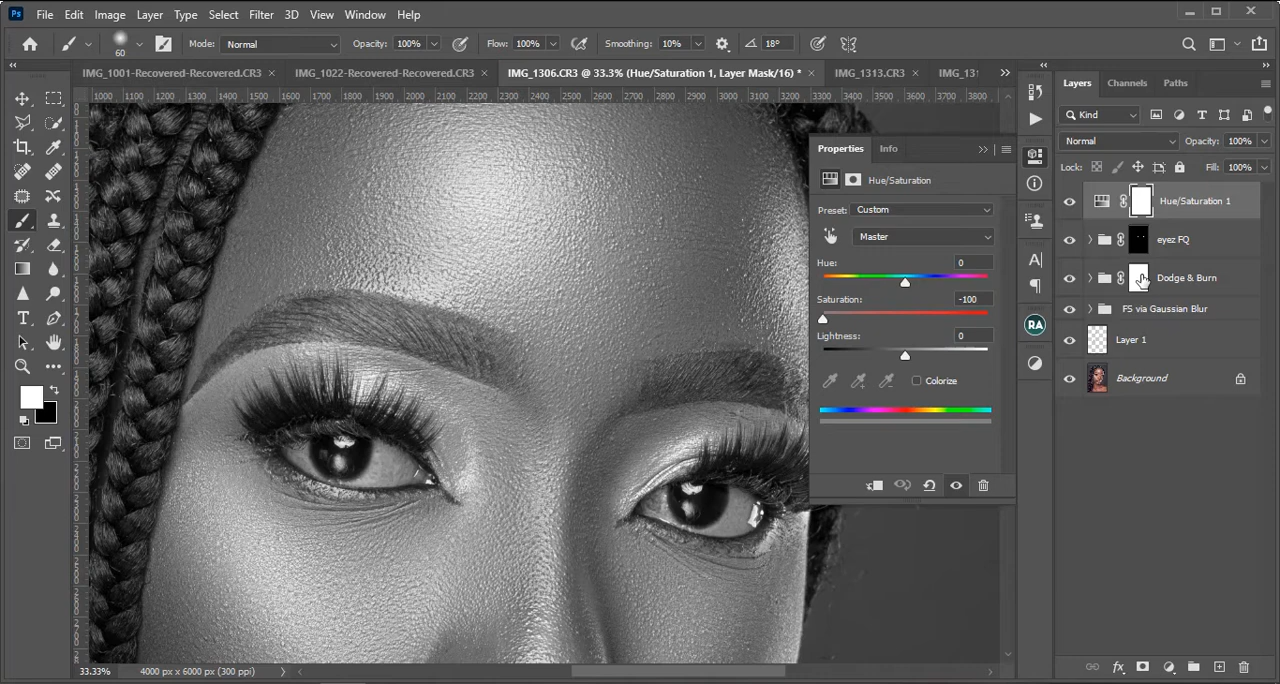 Ps File Edit Image Layer Type Select Filter 3D View Window Help
60 Mode: Normal Opacity: 100% Flow: 100% Smoothing: 10% 18°
IMG_1001-Recovered-Recovered.CR3 × IMG_1022-Recovered-Recovered.CR3 × IMG_1306.CR3 @ 33.3% (Hue/Saturation 1, Layer Mask/16) * × IMG_1313.CR3 ×
1000 1100 1200 1300 1400 1500 1600 1700 1800 1900 2000 2100 2200 2300 2400 2500 2600 2700 2800 2900 3000 3100 3200 3300 3400 3500 3600 3700 3800
Properties Info
Hue/Saturation
Preset: Custom
Master
Hue: 0
Saturation: -100
Lightness: 0
Colorize
Layers Channels Paths
Kind
Normal Opacity: 100%
Lock: Fill: 100%
Hue/Saturation 1
eyez FQ
Dodge & Burn
FS via Gaussian Blur
Layer 1
Background
RA
33.33% 4000 px x 6000 px (300 ppi)